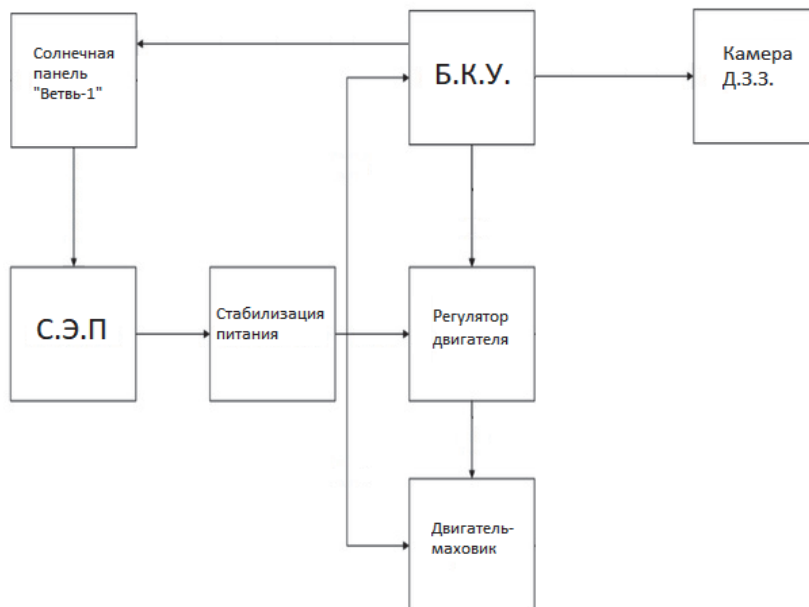 Солнечная
панель
"Ветвь-1"
Б.К.У.
Камера
Д.З.З.
С.Э.П
Стабилизация
питания
Регулятор
двигателя
Двигатель-
маховик